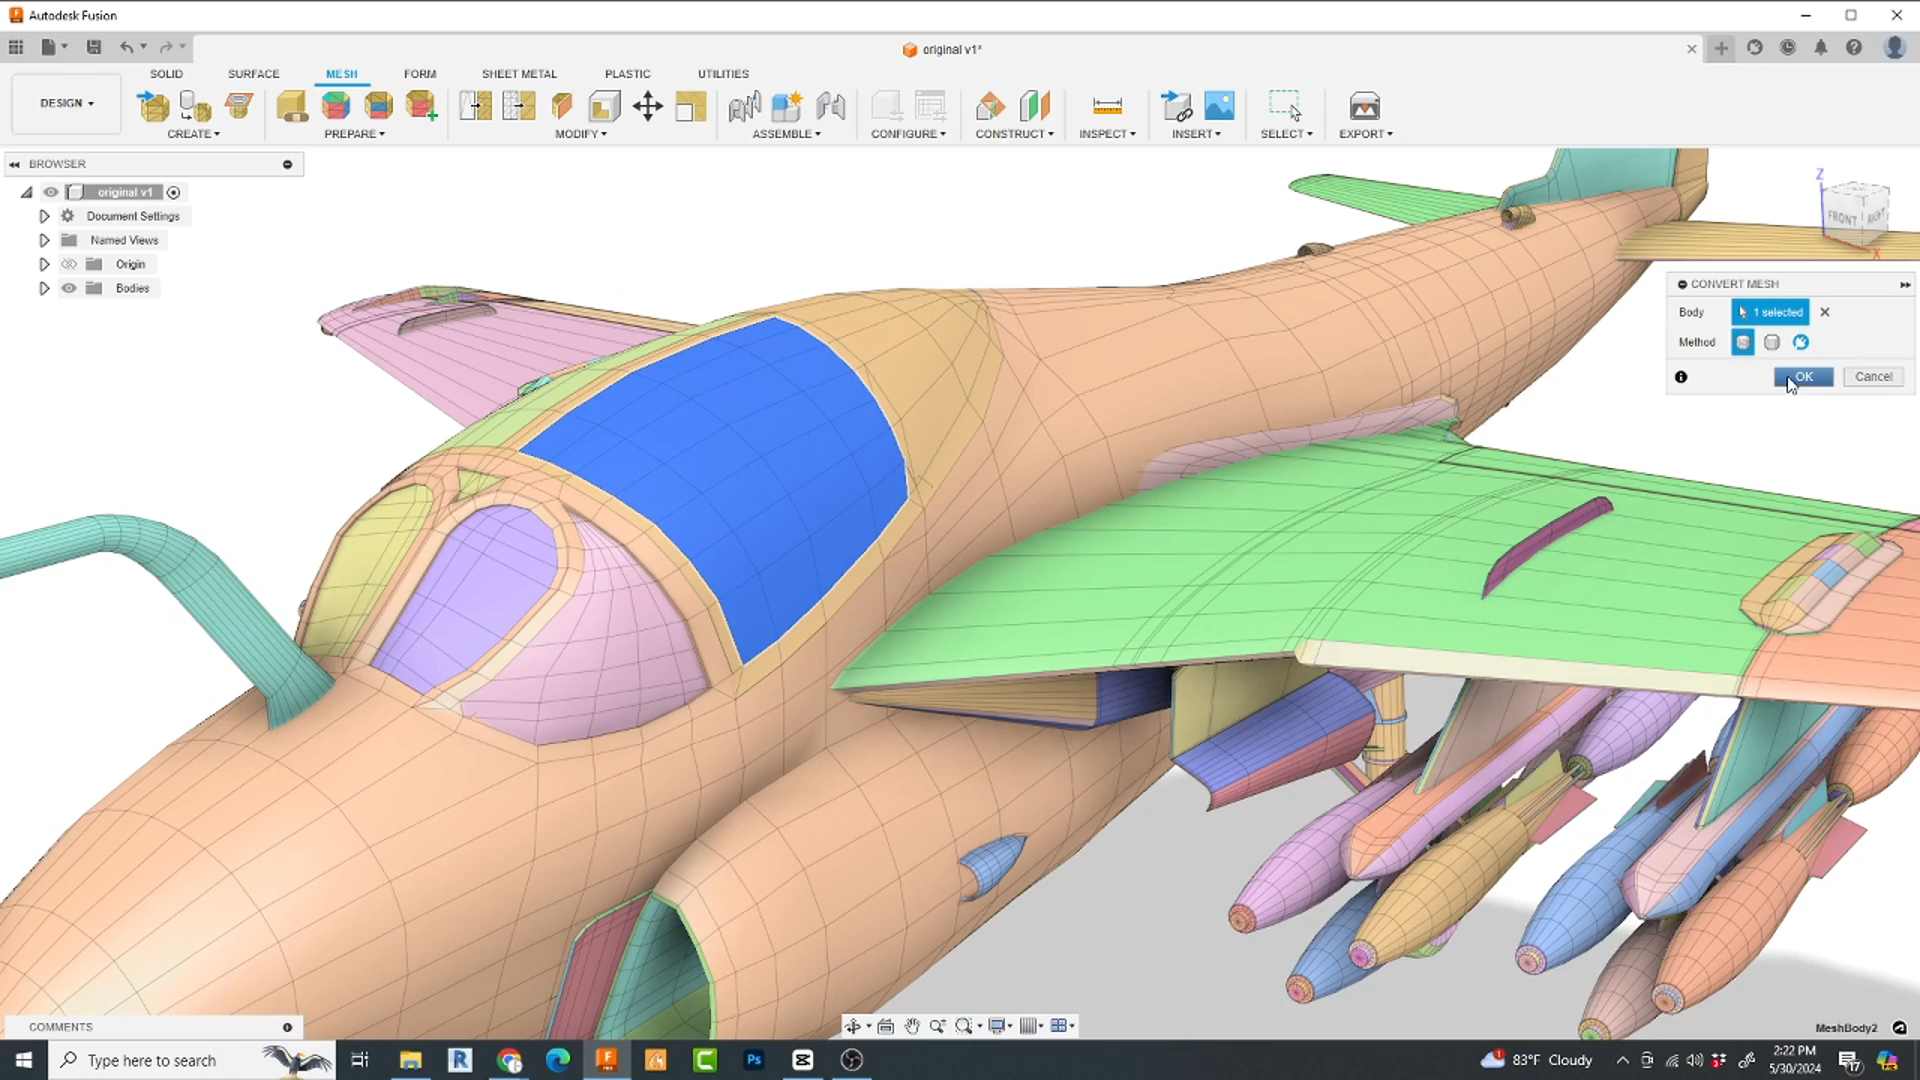 Autodesk Fusion
original v1*
SOLID SURFACE MESH FORM SHEET METAL PLASTIC UTILITIES
DESIGN
CREATE PREPARE MODIFY ASSEMBLE CONFIGURE CONSTRUCT INSPECT INSERT SELECT EXPORT
BROWSER
original v1
Document Settings
Named Views
Origin
Bodies
Z
FRONT RIGHT
X
CONVERT MESH
Body 1 selected
Method
OK Cancel
COMMENTS
MeshBody2
Type here to search
83°F Cloudy
2:22 PM
5/30/2024